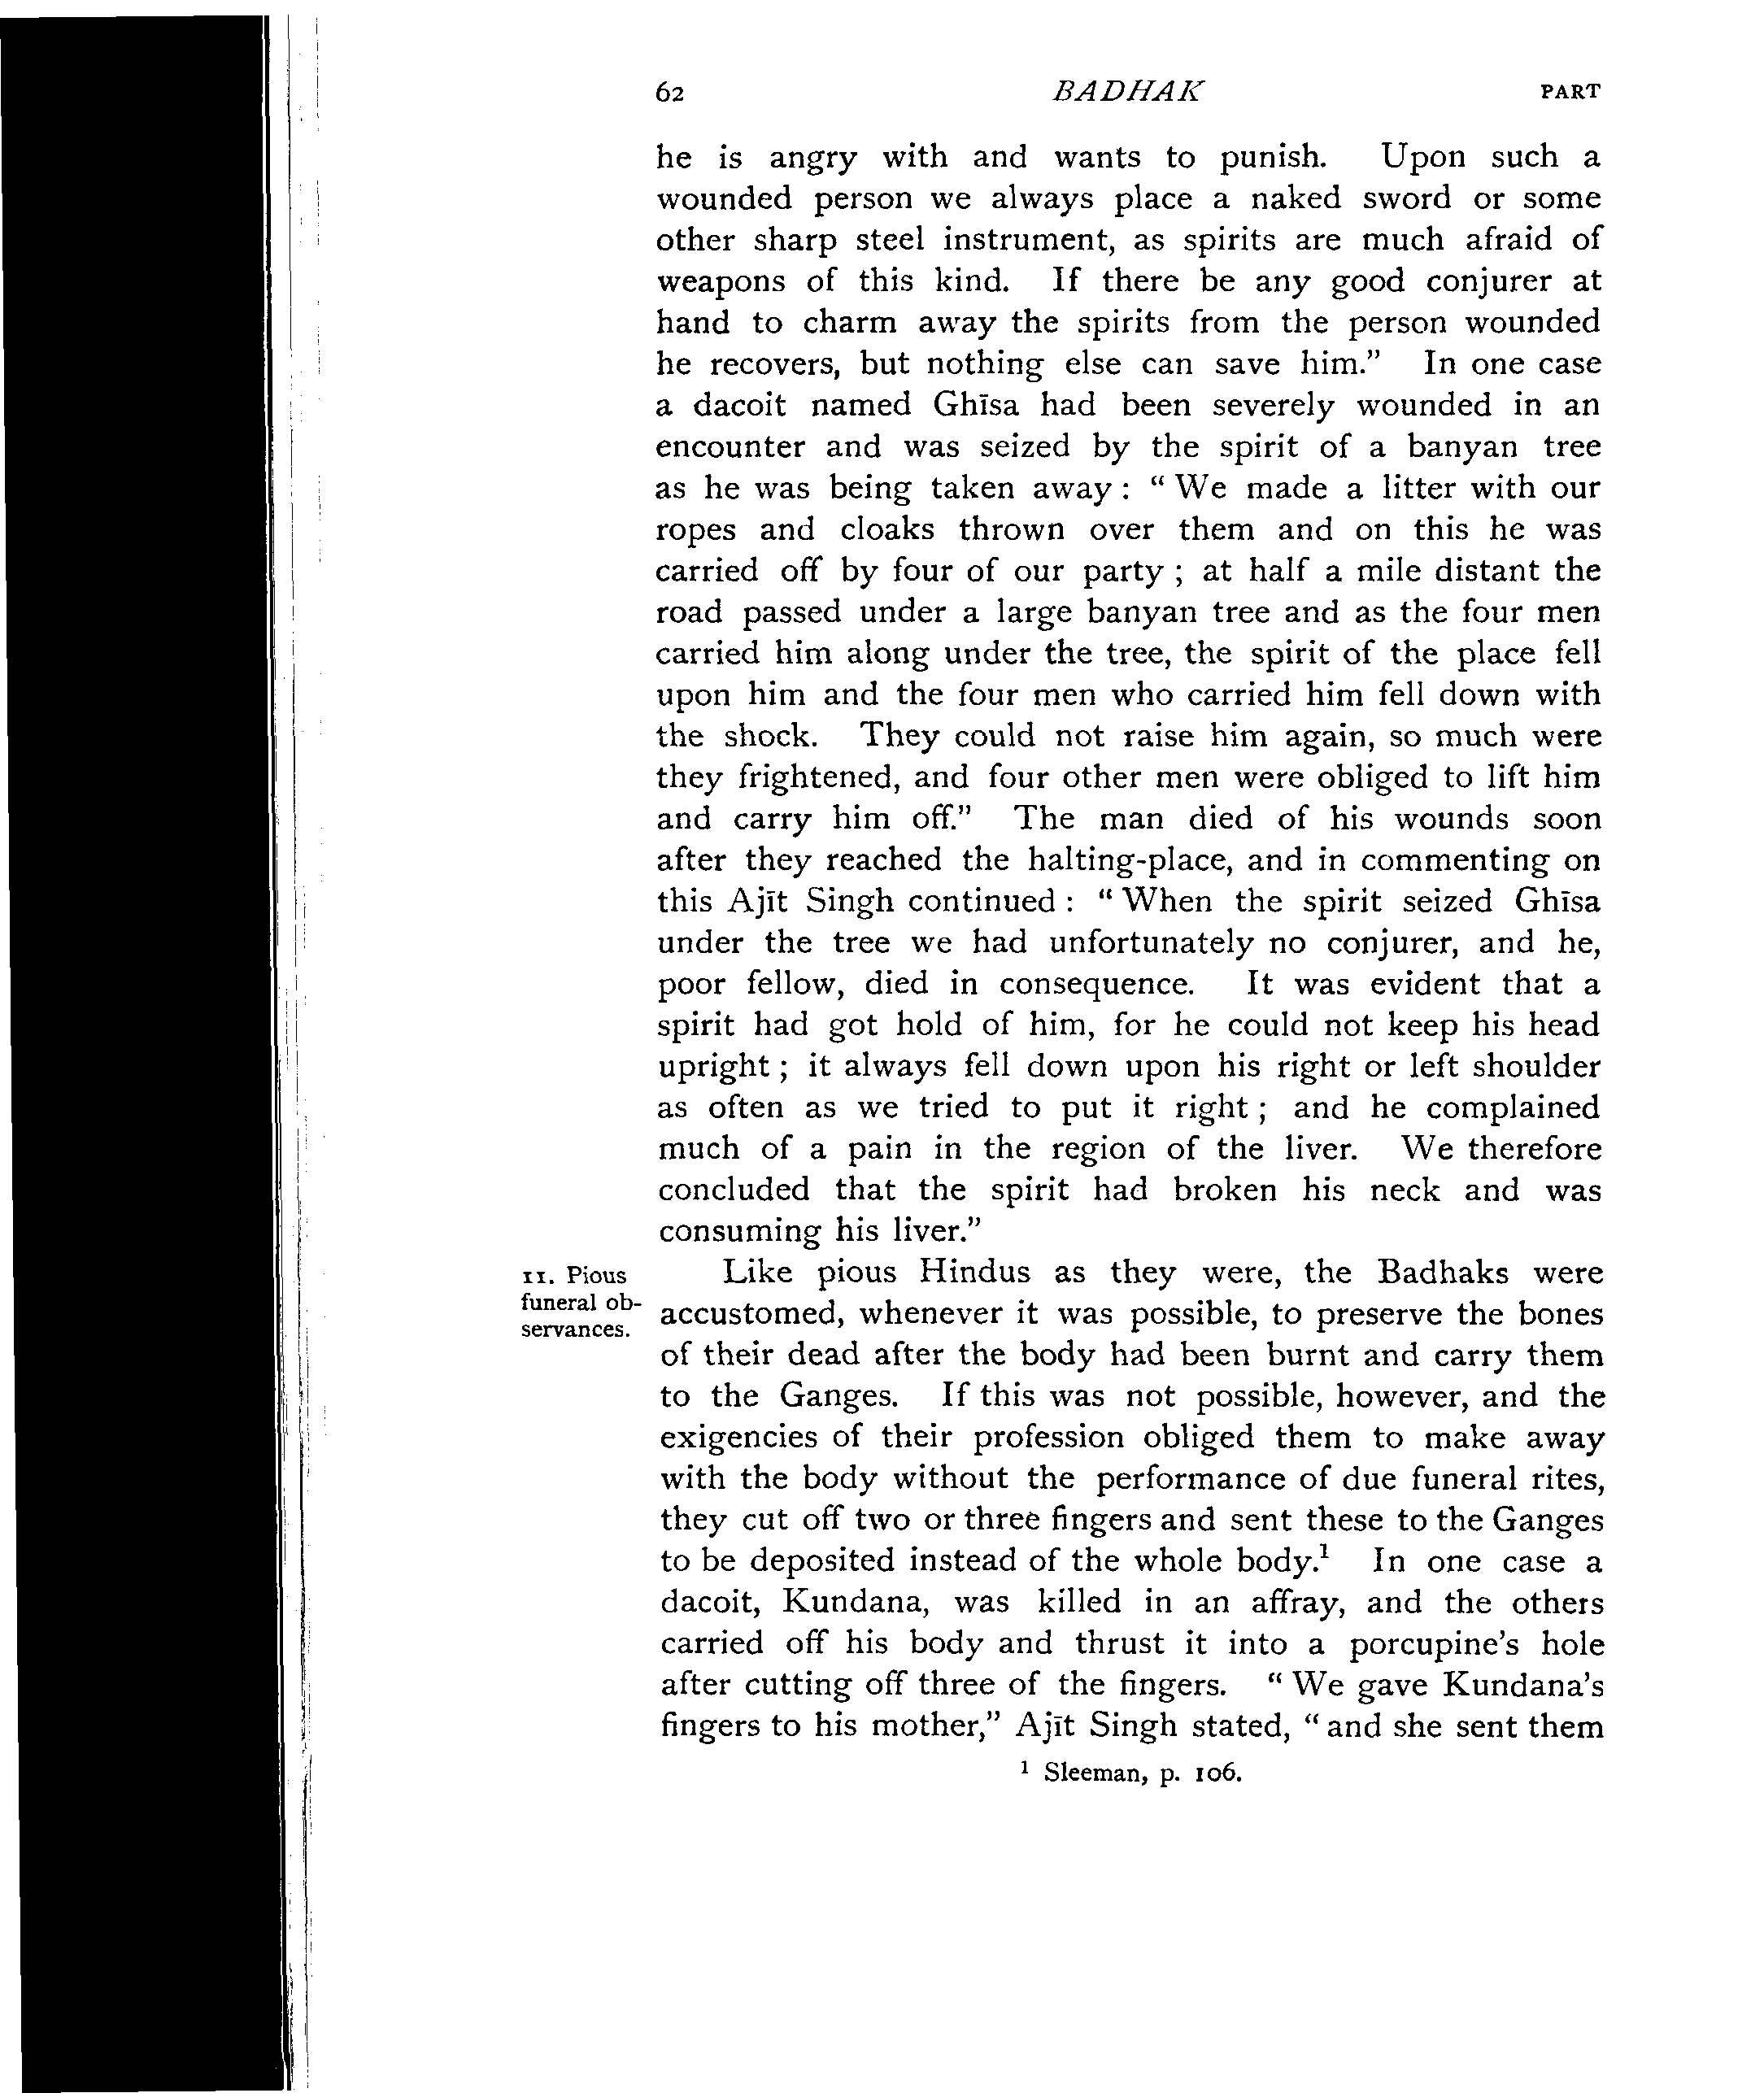 62 BADHAK PART
he is angry with and wants to punish. Upon such a
wounded person we always place a naked sword or some
other sharp steel instrument, as spirits are much afraid of
weapons of this kind. If there be any good conjurer at
hand to charm away the spirits from the person wounded
he recovers, but nothing else can save him.” In one case
a dacoit named Ghīsa had been severely wounded in an
encounter and was seized by the spirit of a banyan tree
as he was being taken away : “ We made a litter with our
ropes and cloaks thrown over them and on this he was
carried off by four of our party ; at half a mile distant the
road passed under a large banyan tree and as the four men
carried him along under the tree, the spirit of the place fell
upon him and the four men who carried him fell down with
the shock. They could not raise him again, so much were
they frightened, and four other men were obliged to lift him
and carry him off.” The man died of his wounds soon
after they reached the halting-place, and in commenting on
this Ajīt Singh continued : “ When the spirit seized Ghīsa
under the tree we had unfortunately no conjurer, and he,
poor fellow, died in consequence. It was evident that a
spirit had got hold of him, for he could not keep his head
upright ; it always fell down upon his right or left shoulder
as often as we tried to put it right ; and he complained
much of a pain in the region of the liver. We therefore
concluded that the spirit had broken his neck and was
consuming his liver.”
11. Pious
funeral ob-
servances.
Like pious Hindus as they were, the Badhaks were
accustomed, whenever it was possible, to preserve the bones
of their dead after the body had been burnt and carry them
to the Ganges. If this was not possible, however, and the
exigencies of their profession obliged them to make away
with the body without the performance of due funeral rites,
they cut off two or three fingers and sent these to the Ganges
to be deposited instead of the whole body.¹ In one case a
dacoit, Kundana, was killed in an affray, and the others
carried off his body and thrust it into a porcupine’s hole
after cutting off three of the fingers. “ We gave Kundana’s
fingers to his mother,” Ajīt Singh stated, “ and she sent them
¹ Sleeman, p. 106.